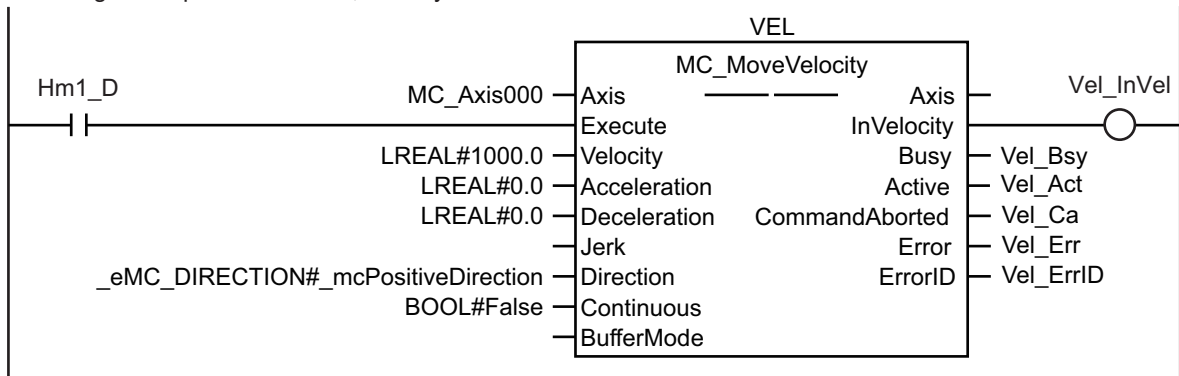 VEL
MC_MoveVelocity
Hm1_D
MC_Axis000 Axis Axis Vel_InVel
Execute InVelocity
LREAL#1000.0 Velocity Busy Vel_Bsy
LREAL#0.0 Acceleration Active Vel_Act
LREAL#0.0 Deceleration CommandAborted Vel_Ca
Jerk Error Vel_Err
_eMC_DIRECTION#_mcPositiveDirection Direction ErrorID Vel_ErrID
BOOL#False Continuous
BufferMode